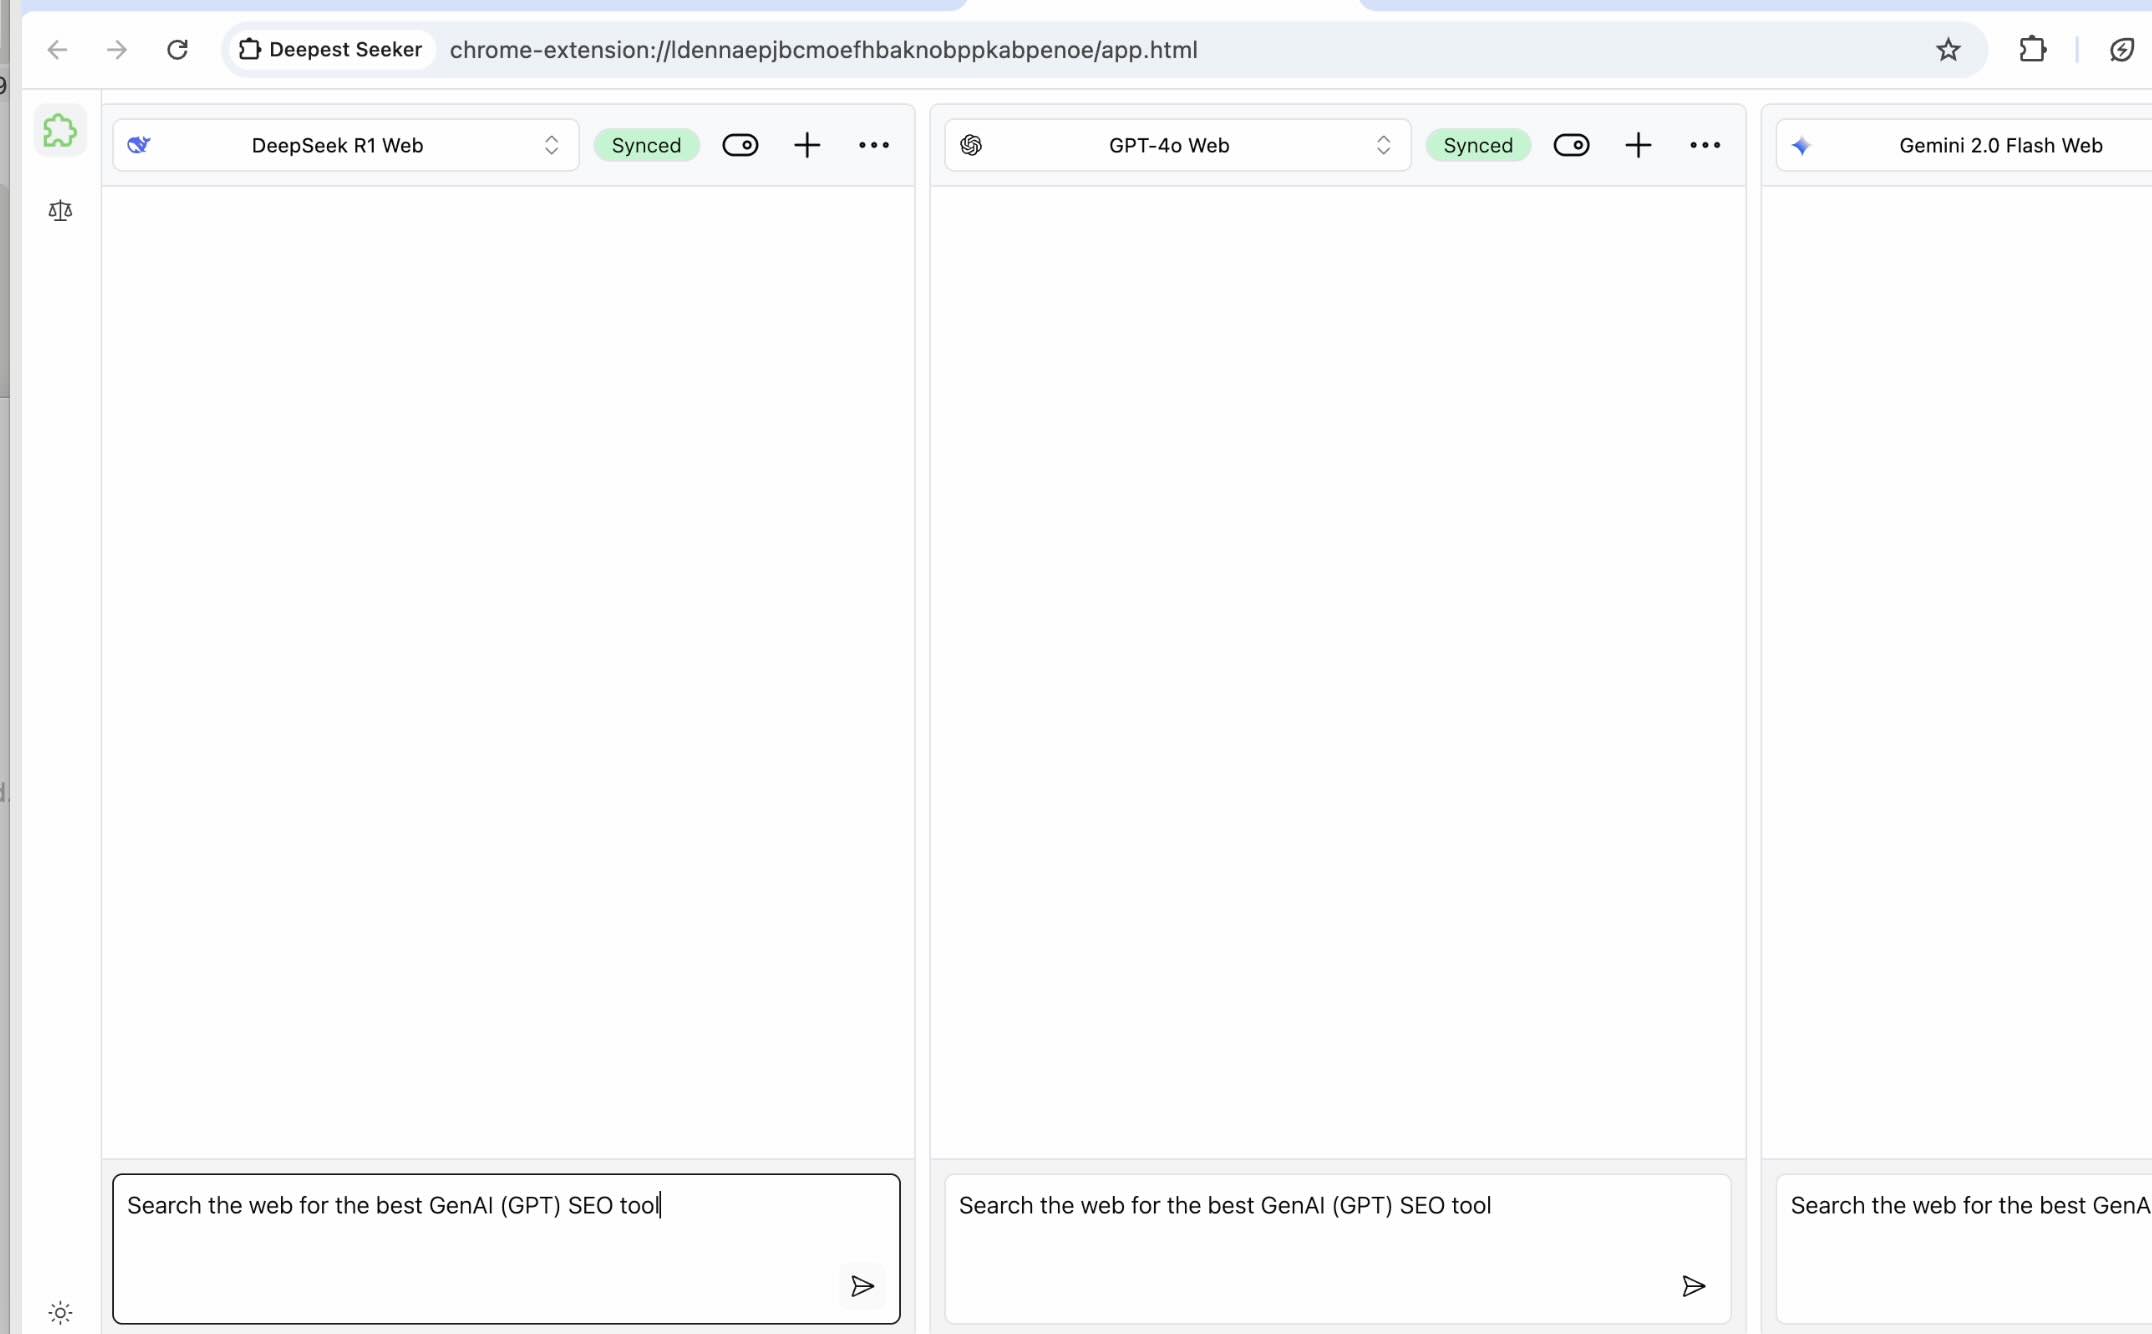 Deepest Seeker chrome-extension://ldennaepjbcmoefhbaknobppkabpenoe/app.html
DeepSeek R1 Web Synced
GPT-4o Web Synced
Gemini 2.0 Flash Web
Search the web for the best GenAI (GPT) SEO tool
Search the web for the best GenAI (GPT) SEO tool
Search the web for the best GenA